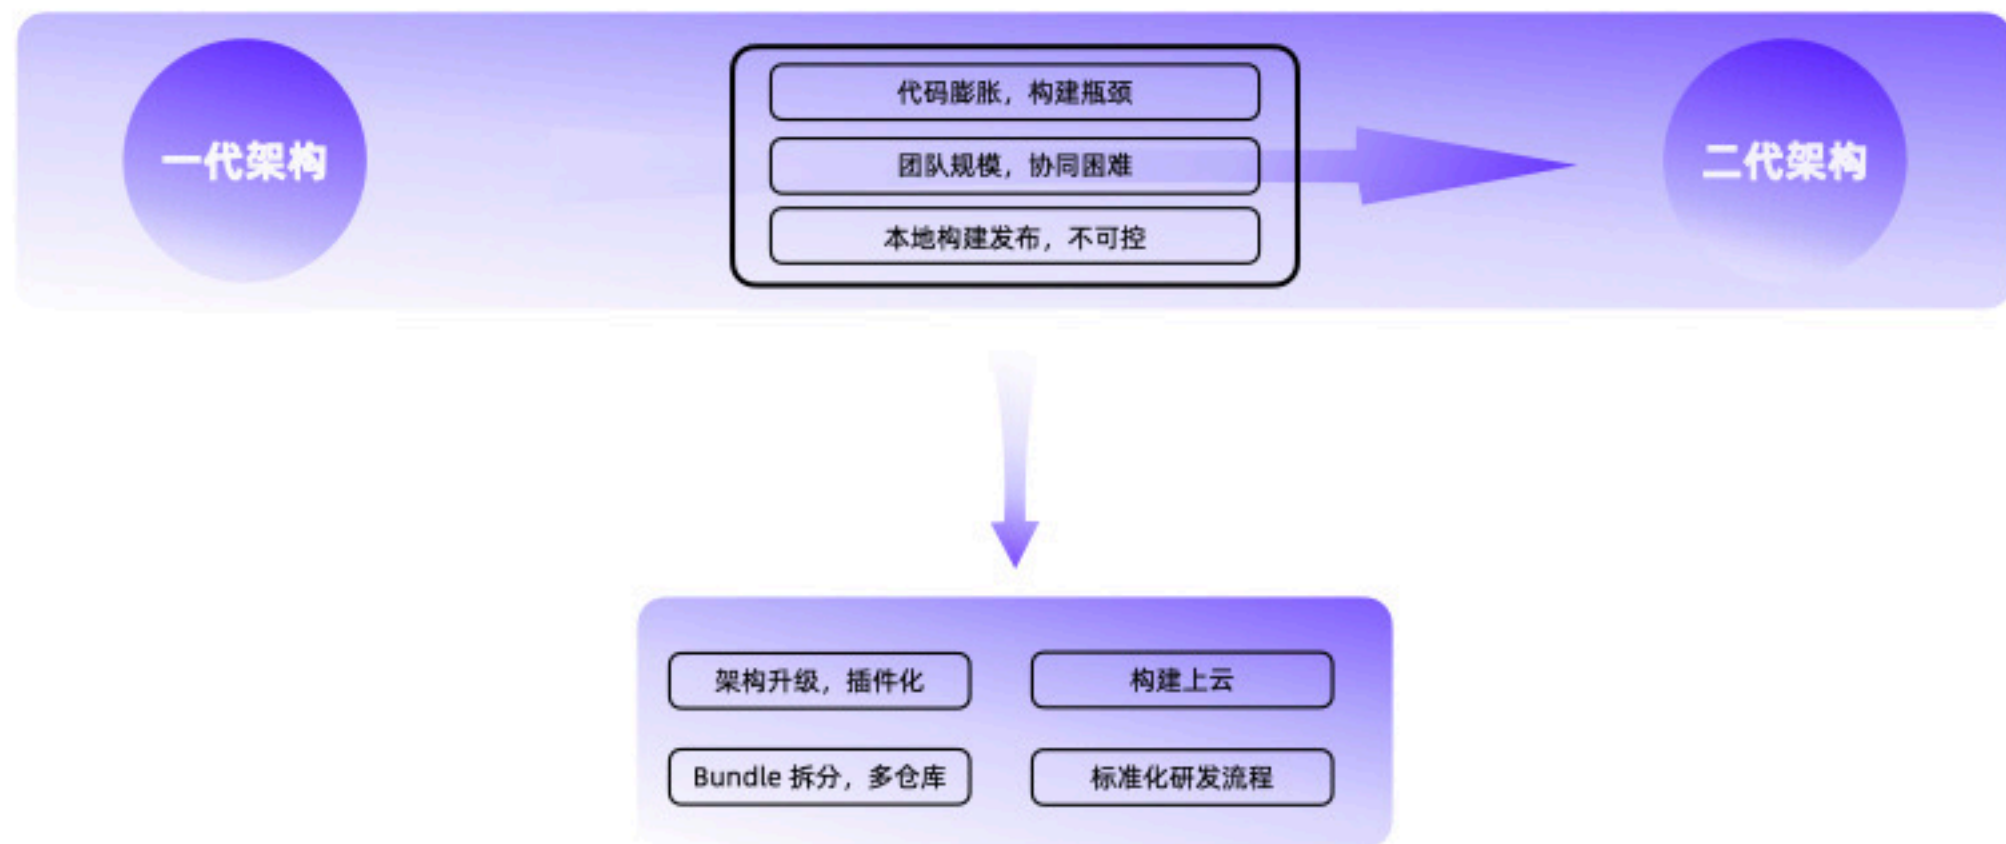 一代架构
代码膨胀，构建瓶颈
团队规模，协同困难
本地构建发布，不可控
二代架构
架构升级，插件化
构建上云
Bundle 拆分，多仓库
标准化研发流程